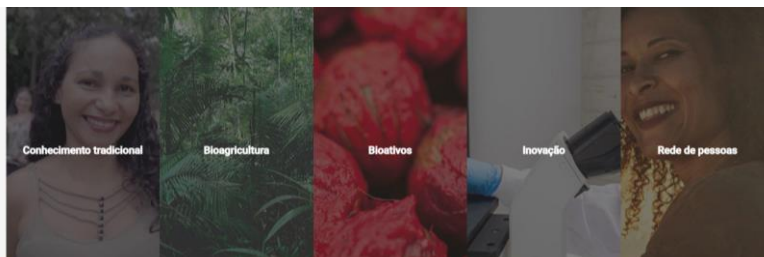 Conhecimento tradicional
Bioagricultura
Bioativos
Inovação
Rede de pessoas